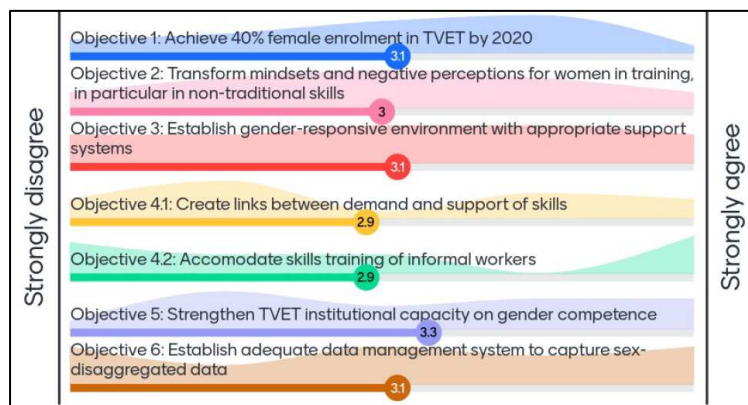 Strongly disagree
Objective 1: Achieve 40% female enrolment in TVET by 2020
3.1
Objective 2: Transform mindsets and negative perceptions for women in training,
in particular in non-traditional skills
3
Objective 3: Establish gender-responsive environment with appropriate support
systems
3.1
Objective 4.1: Create links between demand and support of skills
2.9
Objective 4.2: Accomodate skills training of informal workers
2.9
Objective 5: Strengthen TVET institutional capacity on gender competence
3.3
Objective 6: Establish adequate data management system to capture sex-
disaggregated data
3.1
Strongly agree